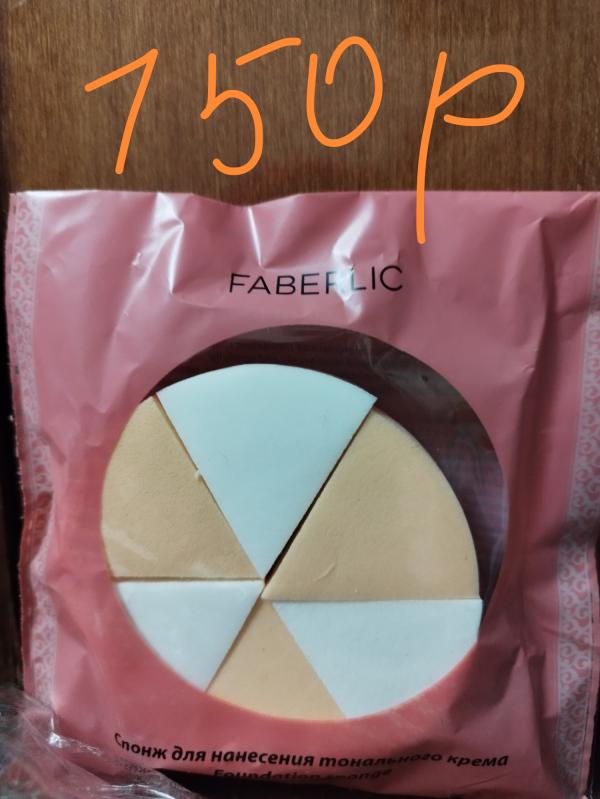 150р
FABERLIC
Спонж для нанесения тонального крема
Foundation sponge